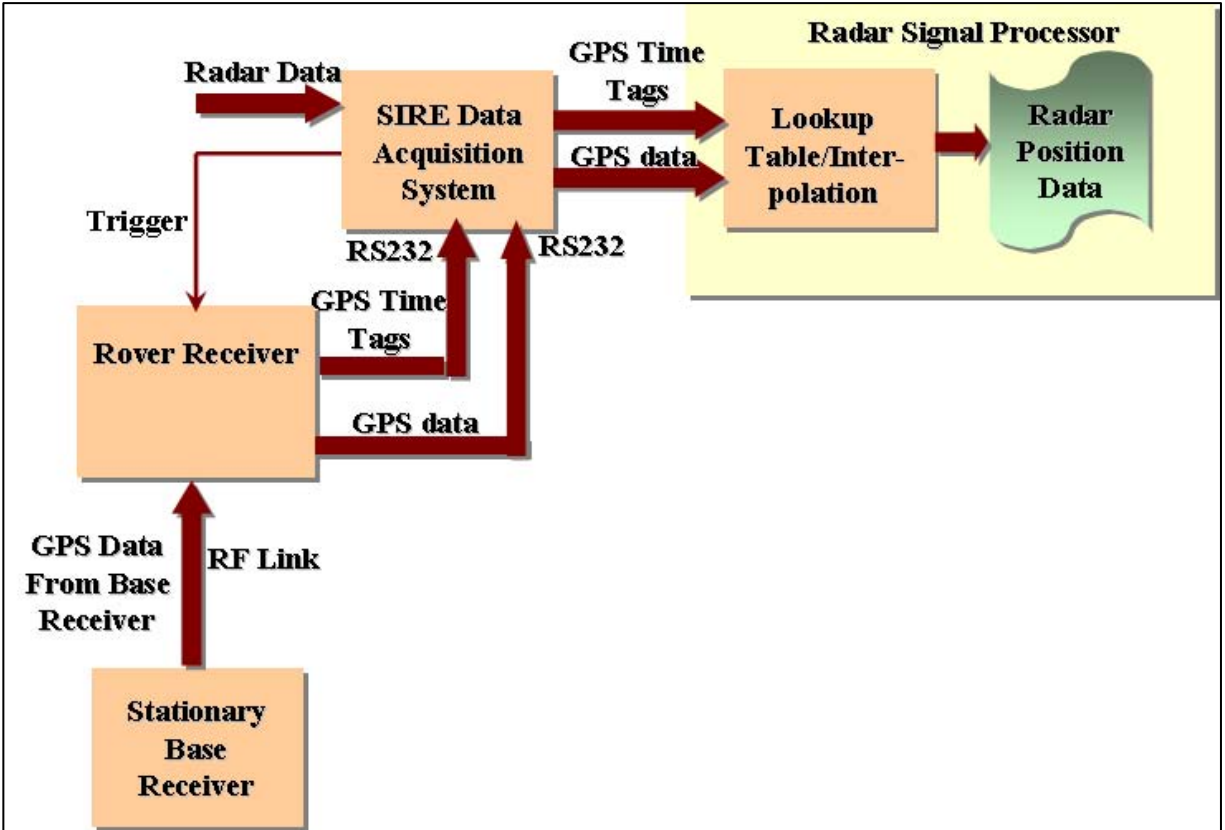 Radar Signal Processor
Radar Data
GPS Time
Tags
SIRE Data
Acquisition
System
GPS data
Lookup
Table/Inter-
polation
Radar
Position
Data
Trigger
RS232
RS232
GPS Time
Tags
Rover Receiver
GPS data
GPS Data
From Base
Receiver
RF Link
Stationary
Base
Receiver